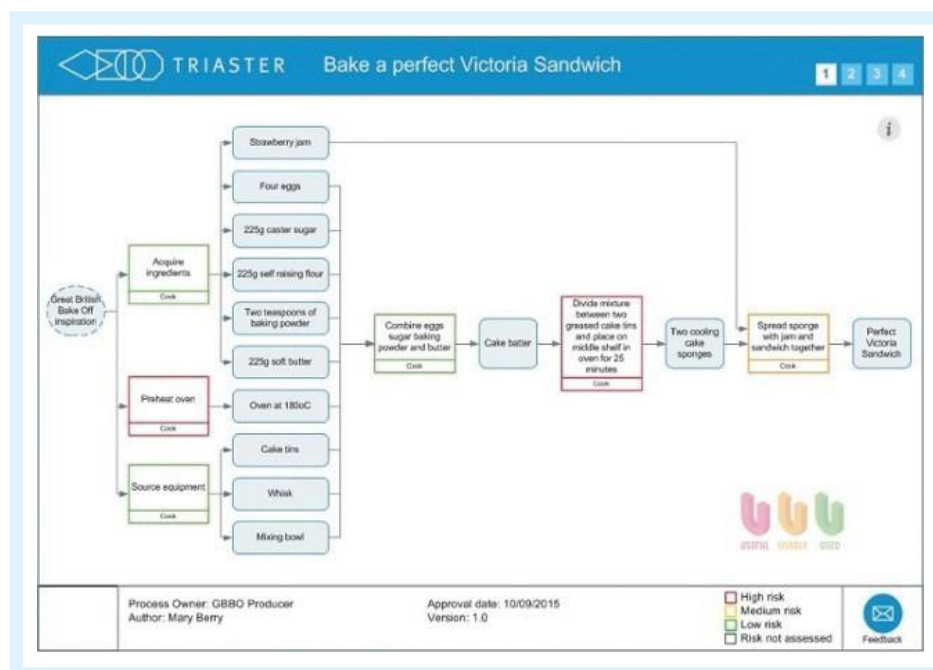 TRIASTER
Bake a perfect Victoria Sandwich
1 2 3 4
i
Great British
Bake Off
inspiration
Acquire
ingredients
Cook
Preheat oven
Cook
Source equipment
Cook
Strawberry jam
Four eggs
225g caster sugar
225g self raising flour
Two teaspoons of
baking powder
225g soft butter
Oven at 180oC
Cake tins
Whisk
Mixing bowl
Combine eggs
sugar baking
powder and butter
Cook
Cake batter
Divide mixture
between two
greased cake tins
and place on
middle shelf in
oven for 25
minutes
Cook
Two cooling
cake
sponges
Spread sponge
with jam and
sandwich together
Cook
Perfect
Victoria
Sandwich
USEFUL USABLE USED
Process Owner: GBBO Producer
Author: Mary Berry
Approval date: 10/09/2015
Version: 1.0
High risk
Medium risk
Low risk
Risk not assessed
Feedback